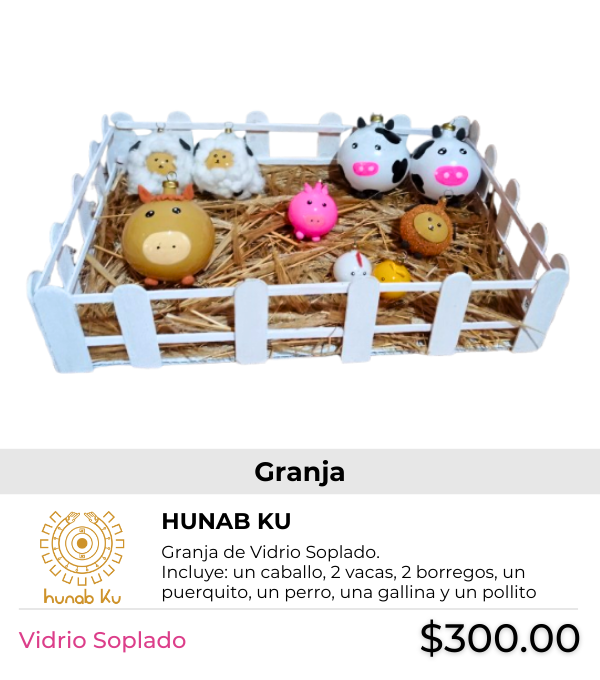 Granja
HUNAB KU
Granja de Vidrio Soplado.
Incluye: un caballo, 2 vacas, 2 borregos, un
puerquito, un perro, una gallina y un pollito
hunab Ku
Vidrio Soplado
$300.00